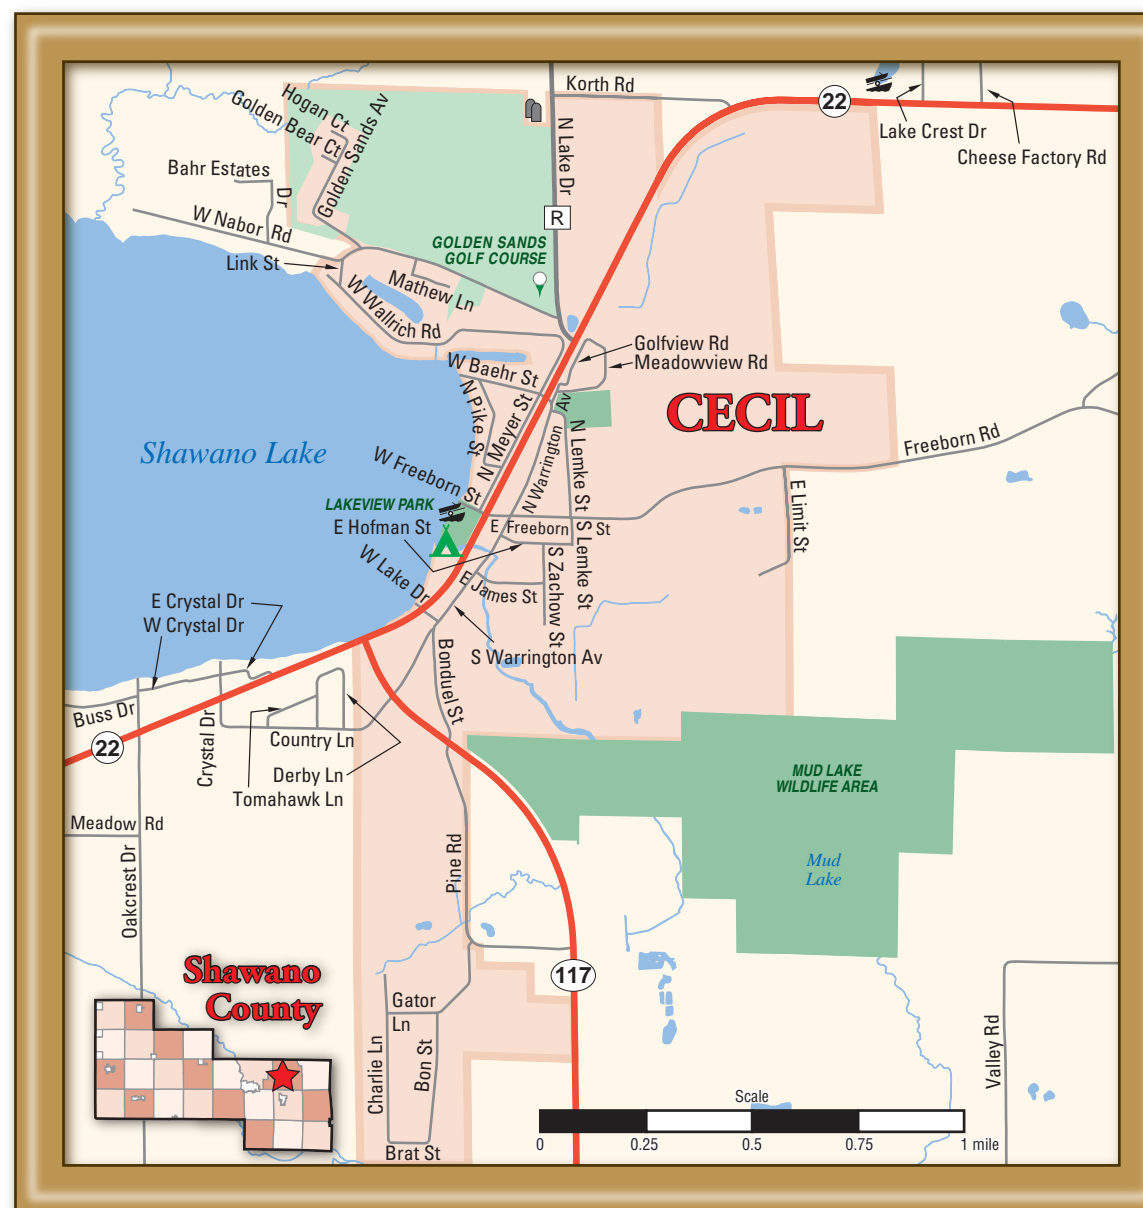 Korth Rd
22
Lake Crest Dr
Cheese Factory Rd
Hogan Ct
Golden Bear Ct
Golden Sands Av
N Lake Dr
Bahr Estates
Dr
W Nabor Rd
R
GOLDEN SANDS
GOLF COURSE
Link St
Mathew Ln
W Wallrich Rd
Golfview Rd
Meadowview Rd
W Baehr St
CECIL
N Pike St
N Meyer St
N Warrington Av
N Lemke St
Freeborn Rd
Shawano Lake
W Freeborn St
E Limit St
LAKEVIEW PARK
E Hofman St
E Freeborn St
S Lemke St
W Lake Dr
E James St
S Zachow St
E Crystal Dr
W Crystal Dr
S Warrington Av
Bonduel St
Buss Dr
22
Crystal Dr
Country Ln
Derby Ln
Tomahawk Ln
MUD LAKE
WILDLIFE AREA
Meadow Rd
Mud
Lake
Oakcrest Dr
Pine Rd
Shawano
County
117
Gator
Ln
Charlie Ln
Bon St
Valley Rd
Brat St
Scale
0 0.25 0.5 0.75 1 mile